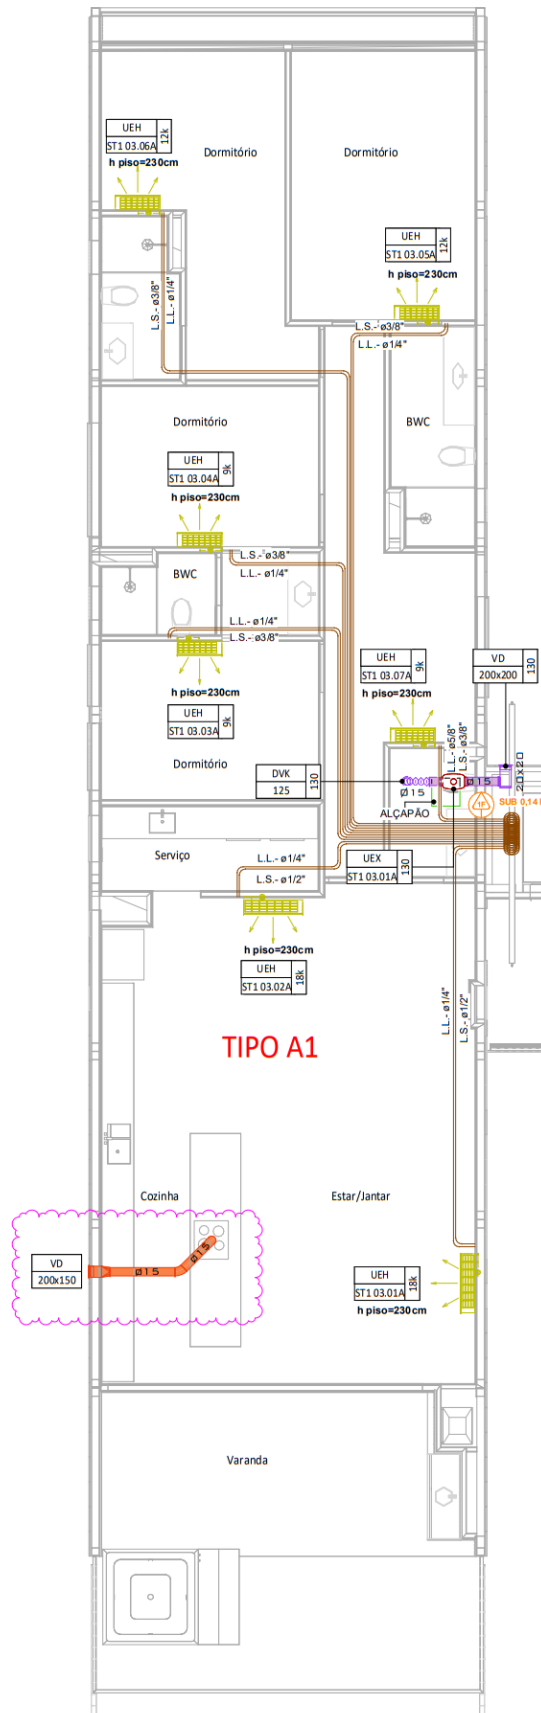 UEH
ST1 03.06A
12k
h piso=230cm
Dormitório
Dormitório
UEH
ST1 03.05A
12k
h piso=230cm
L.S.- ø3/8"
L.L.- ø1/4"
L.S.- ø3/8"
L.L.- ø1/4"
Dormitório
BWC
UEH
ST1 03.04A
9k
h piso=230cm
L.S.- ø3/8"
L.L.- ø1/4"
BWC
L.L.- ø1/4"
L.S.- ø3/8"
h piso=230cm
UEH
ST1 03.03A
9k
Dormitório
UEH
ST1 03.07A
9k
h piso=230cm
VD
200x200
130
L.L.- ø5/8"
L.S.- ø3/8"
DVK
125
130
Ø15
Ø15
20x20
ALÇAPÃO
1F
SUB 0,14
UEX
ST1 03.01A
130
Serviço
L.L.- ø1/4"
L.S.- ø1/2"
h piso=230cm
UEH
ST1 03.02A
18k
L.L.- ø1/4"
L.S.- ø1/2"
TIPO A1
Cozinha
Estar/Jantar
VD
200x150
Ø15
Ø15
UEH
ST1 03.01A
18k
h piso=230cm
Varanda